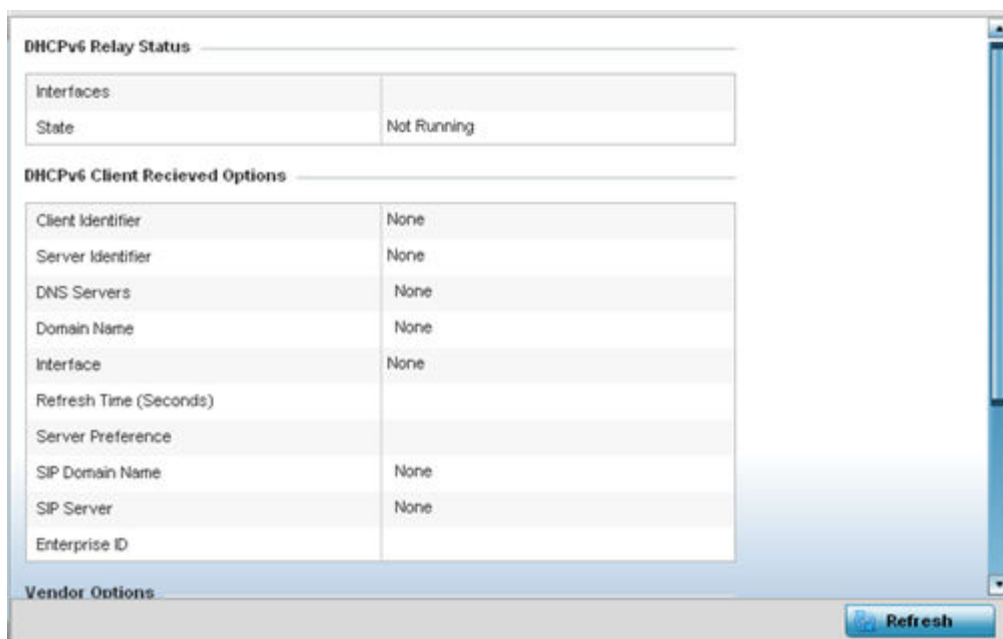 DHCPv6 Relay Status
Interfaces
State Not Running
DHCPv6 Client Recieved Options
Client Identifier None
Server Identifier None
DNS Servers None
Domain Name None
Interface None
Refresh Time (Seconds)
Server Preference
SIP Domain Name None
SIP Server None
Enterprise ID
Vendor Options
Refresh